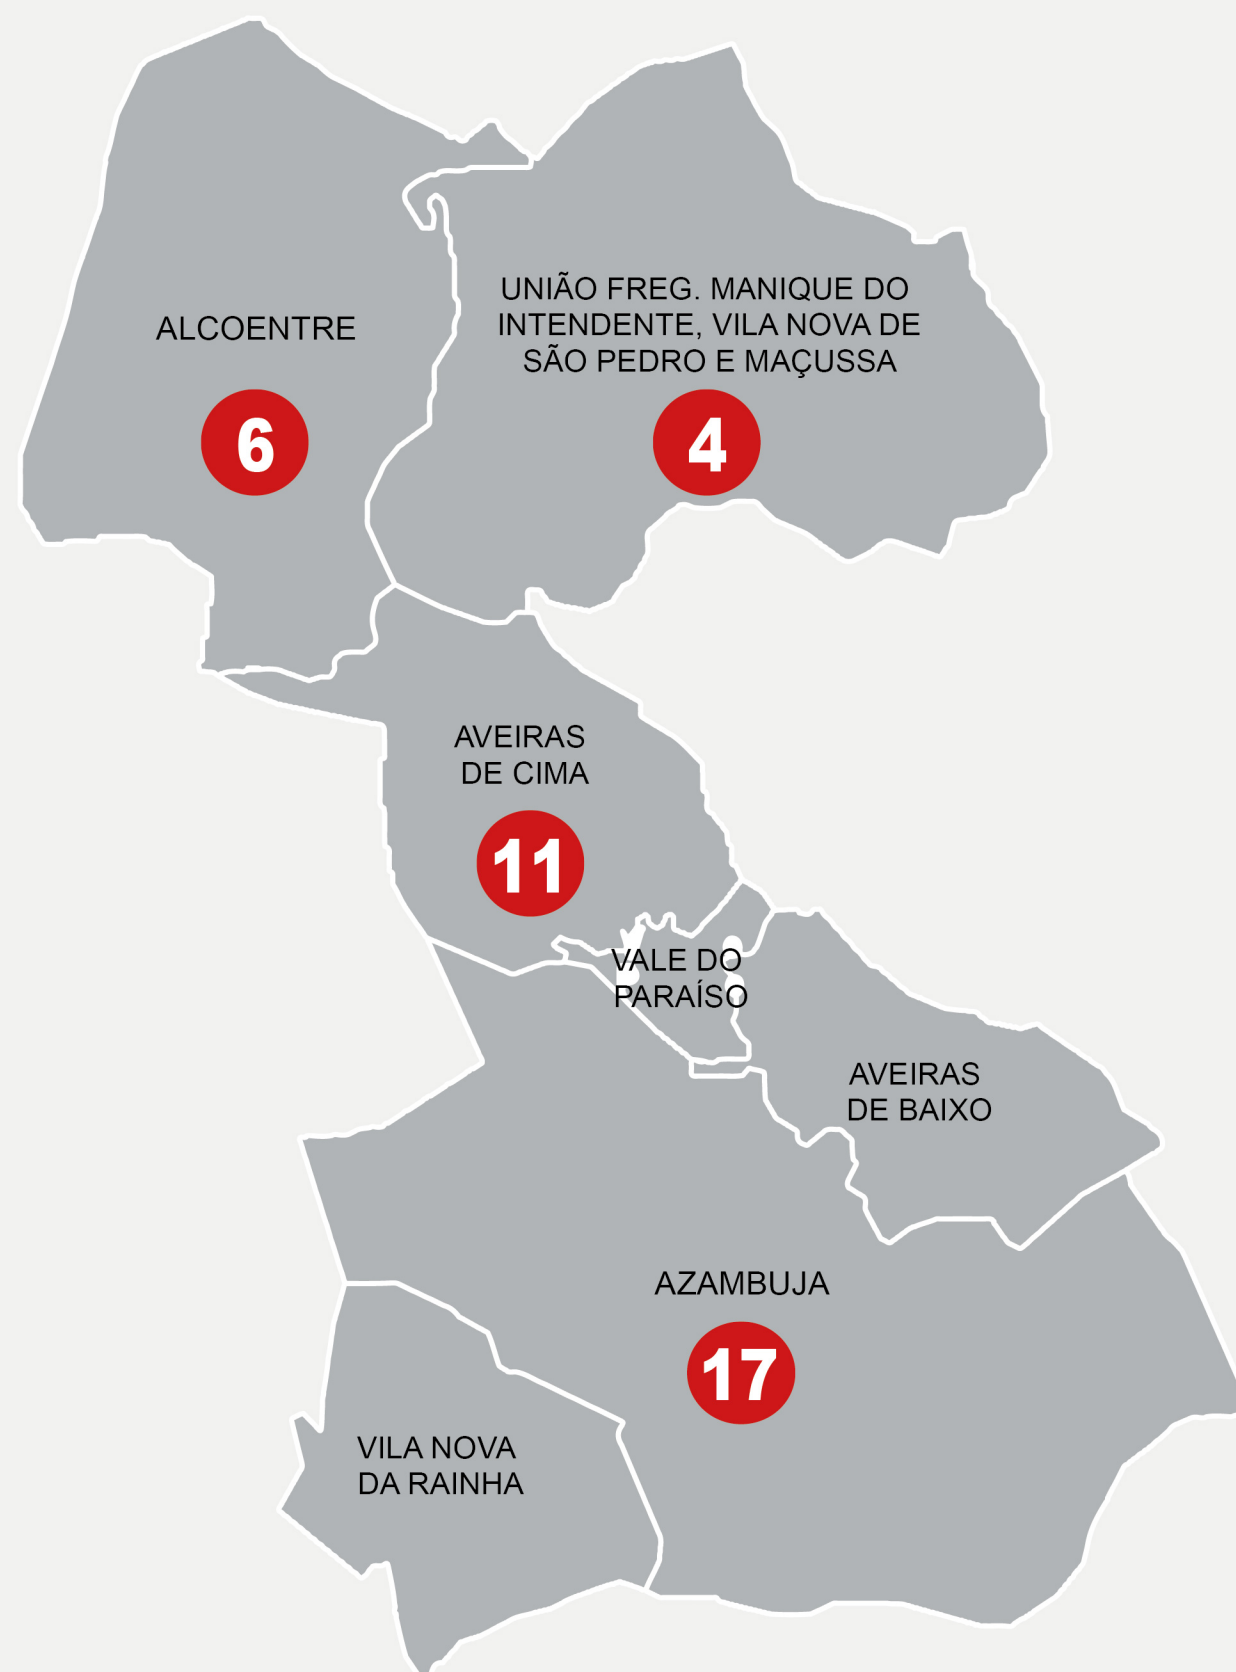 ALCOENTRE
6
UNIÃO FREG. MANIQUE DO
INTENDENTE, VILA NOVA DE
SÃO PEDRO E MAÇUSSA
4
AVEIRAS
DE CIMA
11
VALE DO
PARAÍSO
AVEIRAS
DE BAIXO
AZAMBUJA
17
VILA NOVA
DA RAINHA